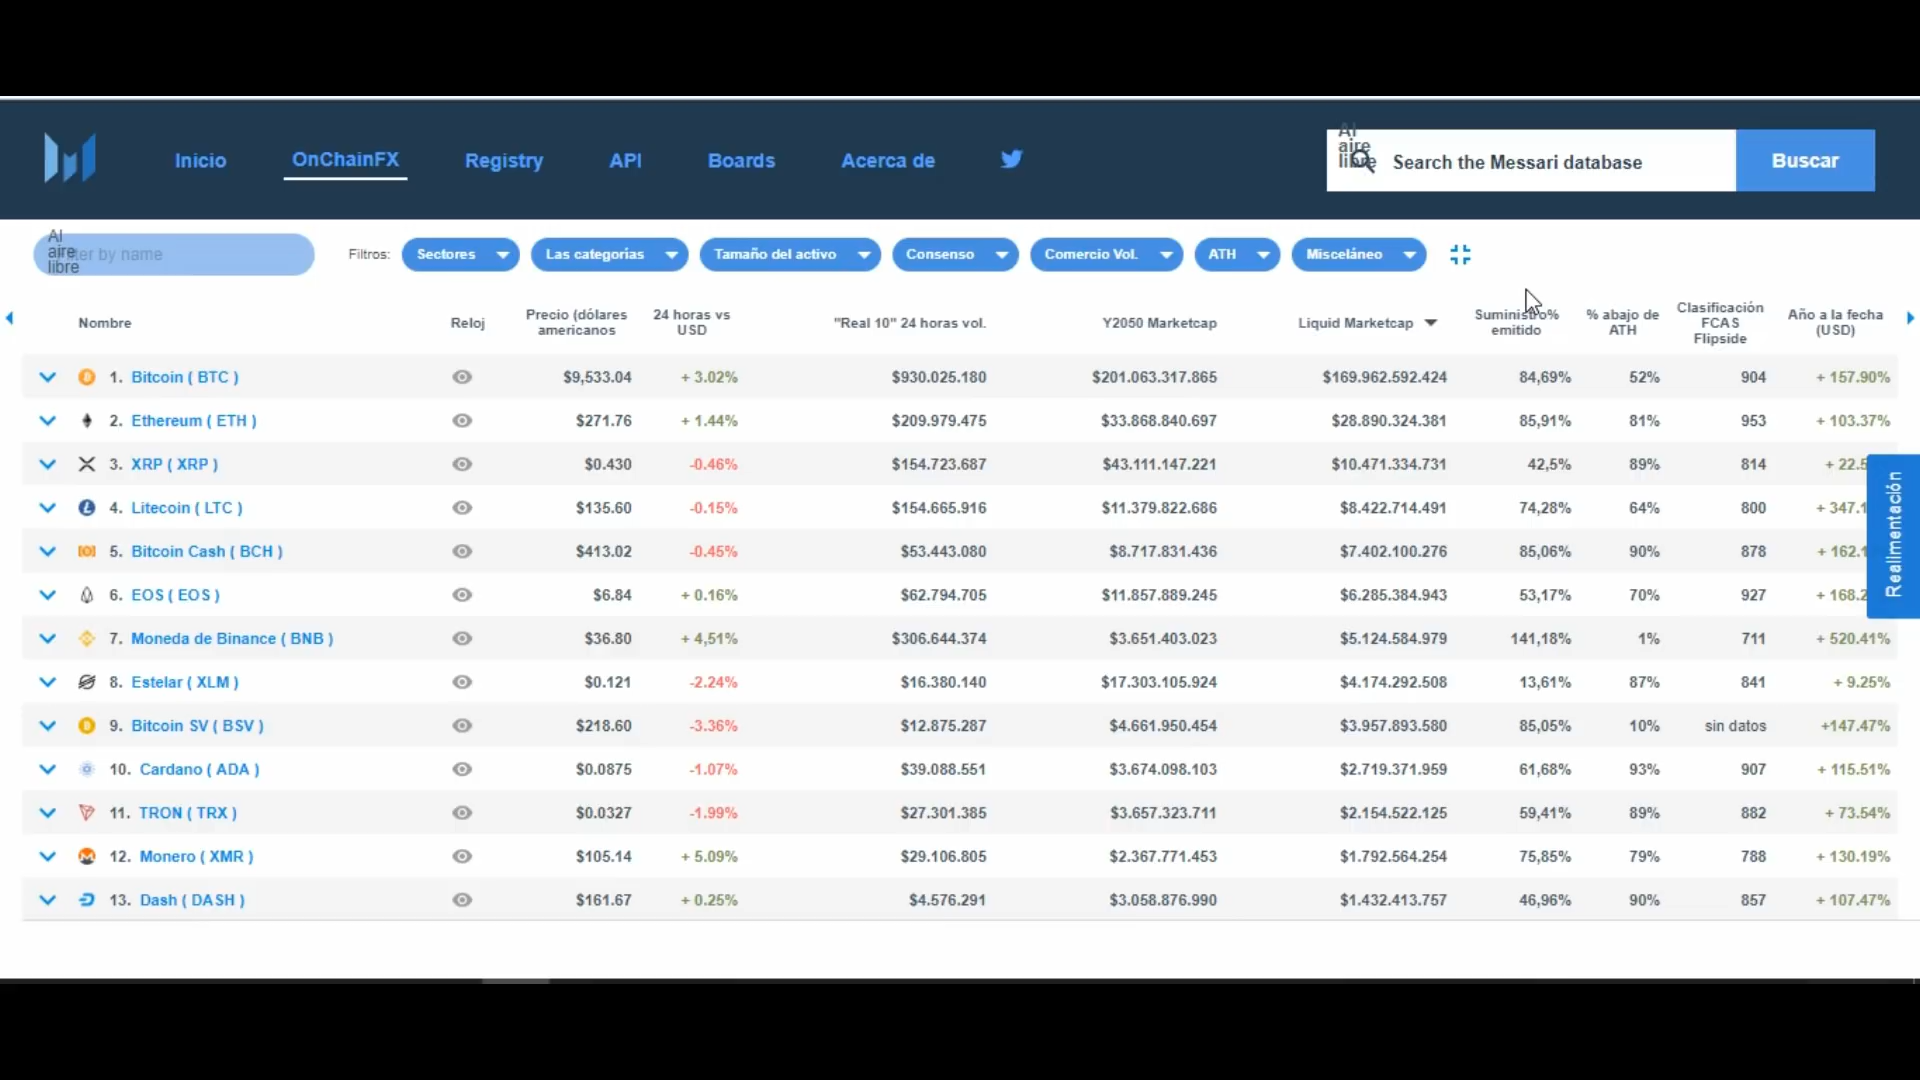 Inicio OnChainFX Registry API Boards Acerca de Al aire libre Search the Messari database Buscar
Al aire libre by name Filtros: Sectores Las categorías Tamaño del activo Consenso Comercio Vol. ATH Misceláneo
Nombre Reloj Precio (dólares americanos 24 horas vs USD "Real 10" 24 horas vol. Y2050 Marketcap Liquid Marketcap Suministro% emitido % abajo de ATH Clasificación FCAS Flipside Año a la fecha (USD)
1. Bitcoin ( BTC ) $9,533.04 + 3.02% $930.025.180 $201.063.317.865 $169.962.592.424 84,69% 52% 904 + 157.90%
2. Ethereum ( ETH ) $271.76 + 1.44% $209.979.475 $33.868.840.697 $28.890.324.381 85,91% 81% 953 + 103.37%
3. XRP ( XRP ) $0.430 -0.46% $154.723.687 $43.111.147.221 $10.471.334.731 42,5% 89% 814 + 22.5
4. Litecoin ( LTC ) $135.60 -0.15% $154.665.916 $11.379.822.686 $8.422.714.491 74,28% 64% 800 + 347.1
5. Bitcoin Cash ( BCH ) $413.02 -0.45% $53.443.080 $8.717.831.436 $7.402.100.276 85,06% 90% 878 + 162.1
6. EOS ( EOS ) $6.84 + 0.16% $62.794.705 $11.857.889.245 $6.285.384.943 53,17% 70% 927 + 168.2
7. Moneda de Binance ( BNB ) $36.80 + 4,51% $306.644.374 $3.651.403.023 $5.124.584.979 141,18% 1% 711 + 520.41%
8. Estelar ( XLM ) $0.121 -2.24% $16.380.140 $17.303.105.924 $4.174.292.508 13,61% 87% 841 + 9.25%
9. Bitcoin SV ( BSV ) $218.60 -3.36% $12.875.287 $4.661.950.454 $3.957.893.580 85,05% 10% sin datos +147.47%
10. Cardano ( ADA ) $0.0875 -1.07% $39.088.551 $3.674.098.103 $2.719.371.959 61,68% 93% 907 + 115.51%
11. TRON ( TRX ) $0.0327 -1.99% $27.301.385 $3.657.323.711 $2.154.522.125 59,41% 89% 882 + 73.54%
12. Monero ( XMR ) $105.14 + 5.09% $29.106.805 $2.367.771.453 $1.792.564.254 75,85% 79% 788 + 130.19%
13. Dash ( DASH ) $161.67 + 0.25% $4.576.291 $3.058.876.990 $1.432.413.757 46,96% 90% 857 + 107.47%
Realimentación